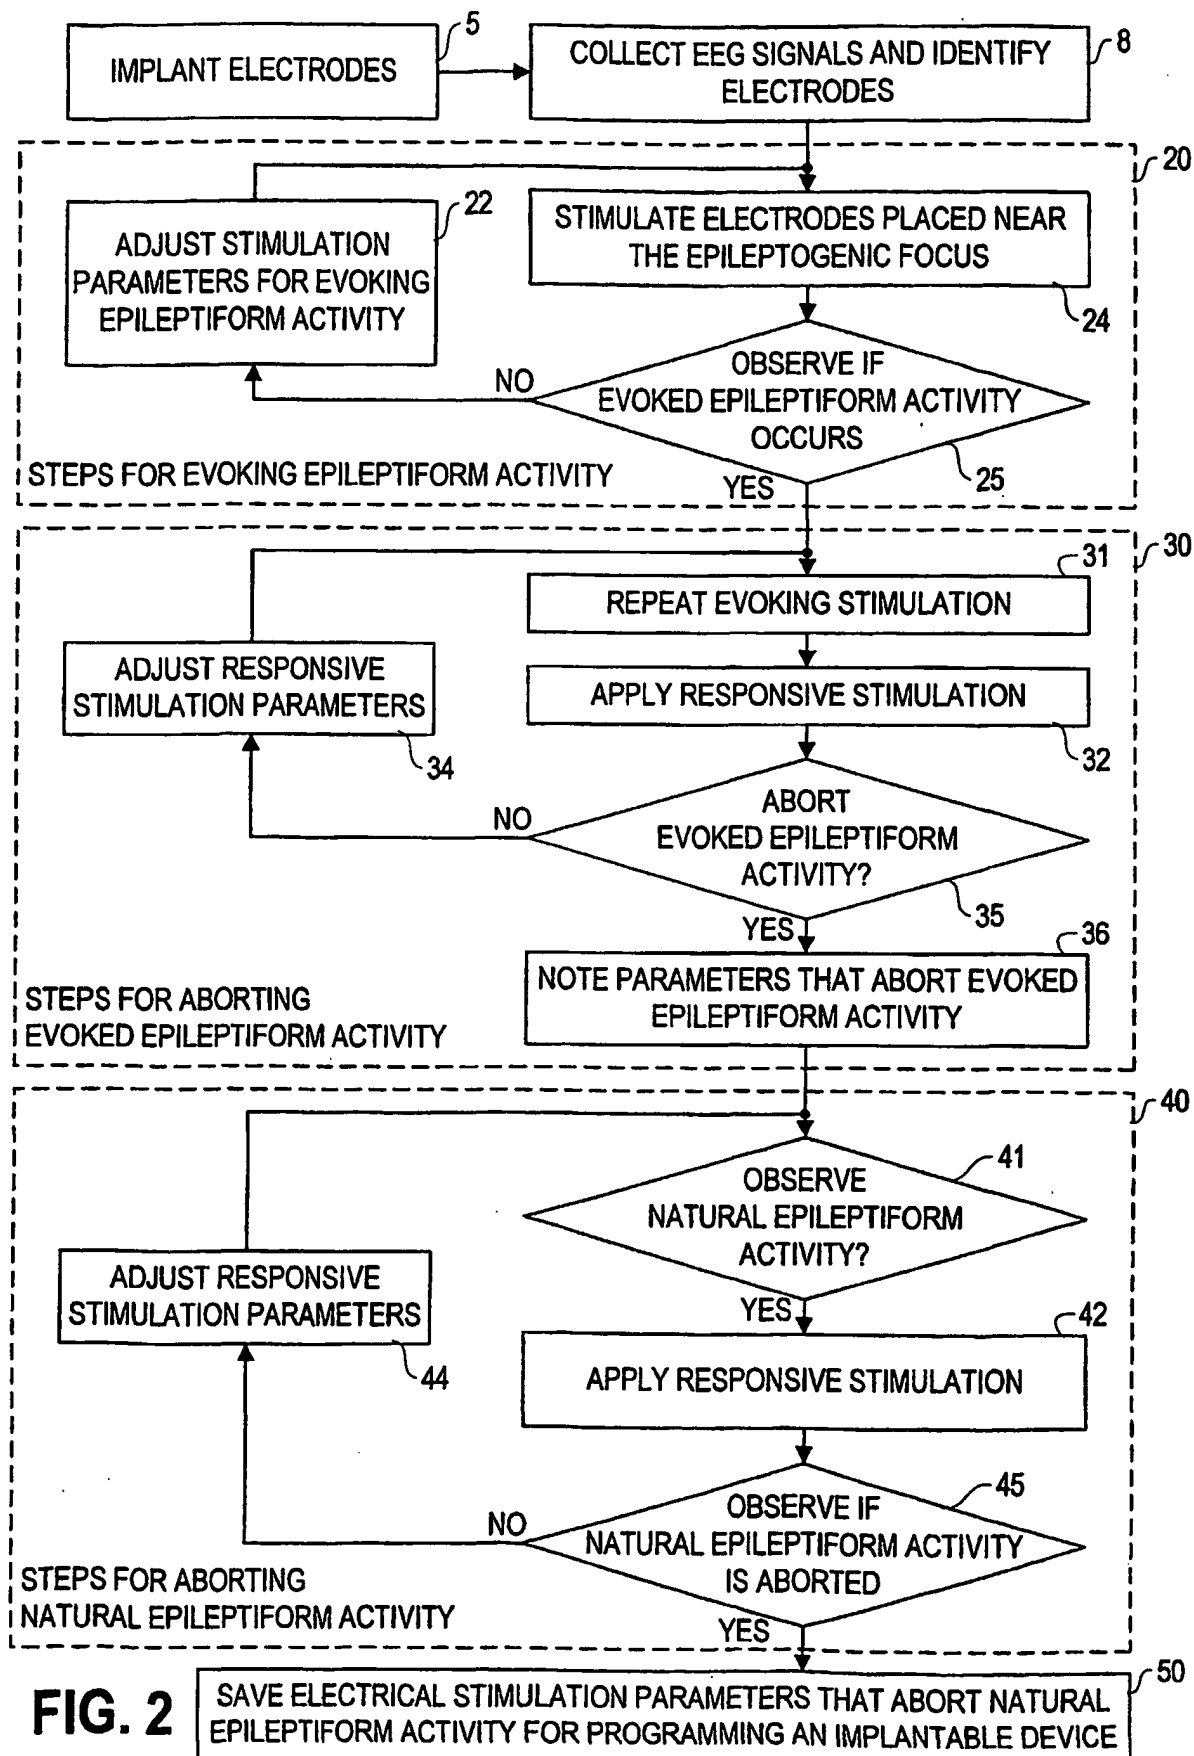 5
IMPLANT ELECTRODES
8
COLLECT EEG SIGNALS AND IDENTIFY
ELECTRODES
20
22
ADJUST STIMULATION
PARAMETERS FOR EVOKING
EPILEPTIFORM ACTIVITY
STIMULATE ELECTRODES PLACED NEAR
THE EPILEPTOGENIC FOCUS
24
NO
OBSERVE IF
EVOKED EPILEPTIFORM ACTIVITY
OCCURS
25
STEPS FOR EVOKING EPILEPTIFORM ACTIVITY
YES
30
31
REPEAT EVOKING STIMULATION
ADJUST RESPONSIVE
STIMULATION PARAMETERS
34
APPLY RESPONSIVE STIMULATION
32
NO
ABORT
EVOKED EPILEPTIFORM
ACTIVITY?
35
YES
36
NOTE PARAMETERS THAT ABORT EVOKED
EPILEPTIFORM ACTIVITY
STEPS FOR ABORTING
EVOKED EPILEPTIFORM ACTIVITY
40
41
OBSERVE
NATURAL EPILEPTIFORM
ACTIVITY?
YES
42
ADJUST RESPONSIVE
STIMULATION PARAMETERS
44
APPLY RESPONSIVE STIMULATION
45
NO
OBSERVE IF
NATURAL EPILEPTIFORM ACTIVITY
IS ABORTED
STEPS FOR ABORTING
NATURAL EPILEPTIFORM ACTIVITY
YES
50
FIG. 2
SAVE ELECTRICAL STIMULATION PARAMETERS THAT ABORT NATURAL
EPILEPTIFORM ACTIVITY FOR PROGRAMMING AN IMPLANTABLE DEVICE